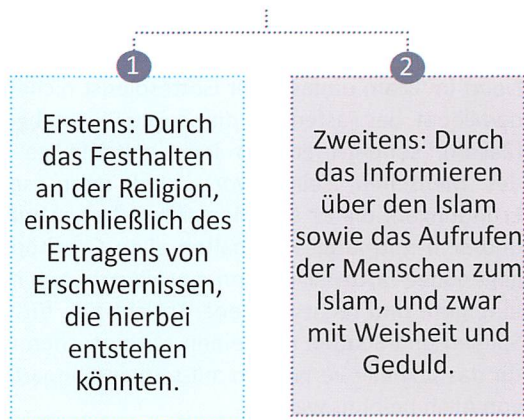 1
Erstens: Durch
das Festhalten
an der Religion,
einschließlich des
Ertragens von
Erschwernissen,
die hierbei
entstehen
könnten.
2
Zweitens: Durch
das Informieren
über den Islam
sowie das Aufrufen
der Menschen zum
Islam, und zwar
mit Weisheit und
Geduld.